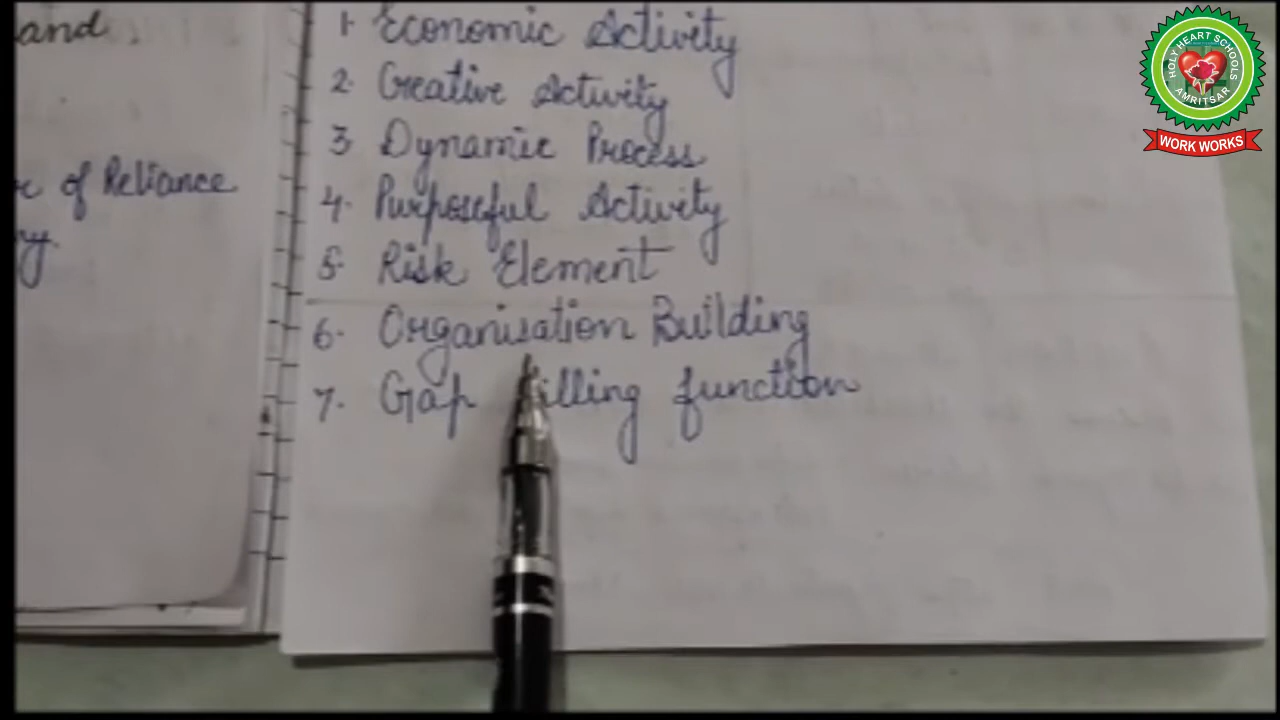 and.
of Reliance
1. Economic Activity
2. Creative Activity
3. Dynamic Process
4. Purposeful Activity
5. Risk Element
6. Organisation Building
7. Gap filling function
HOLY HEART SCHOOLS
AMRITSAR
WORK WORKS